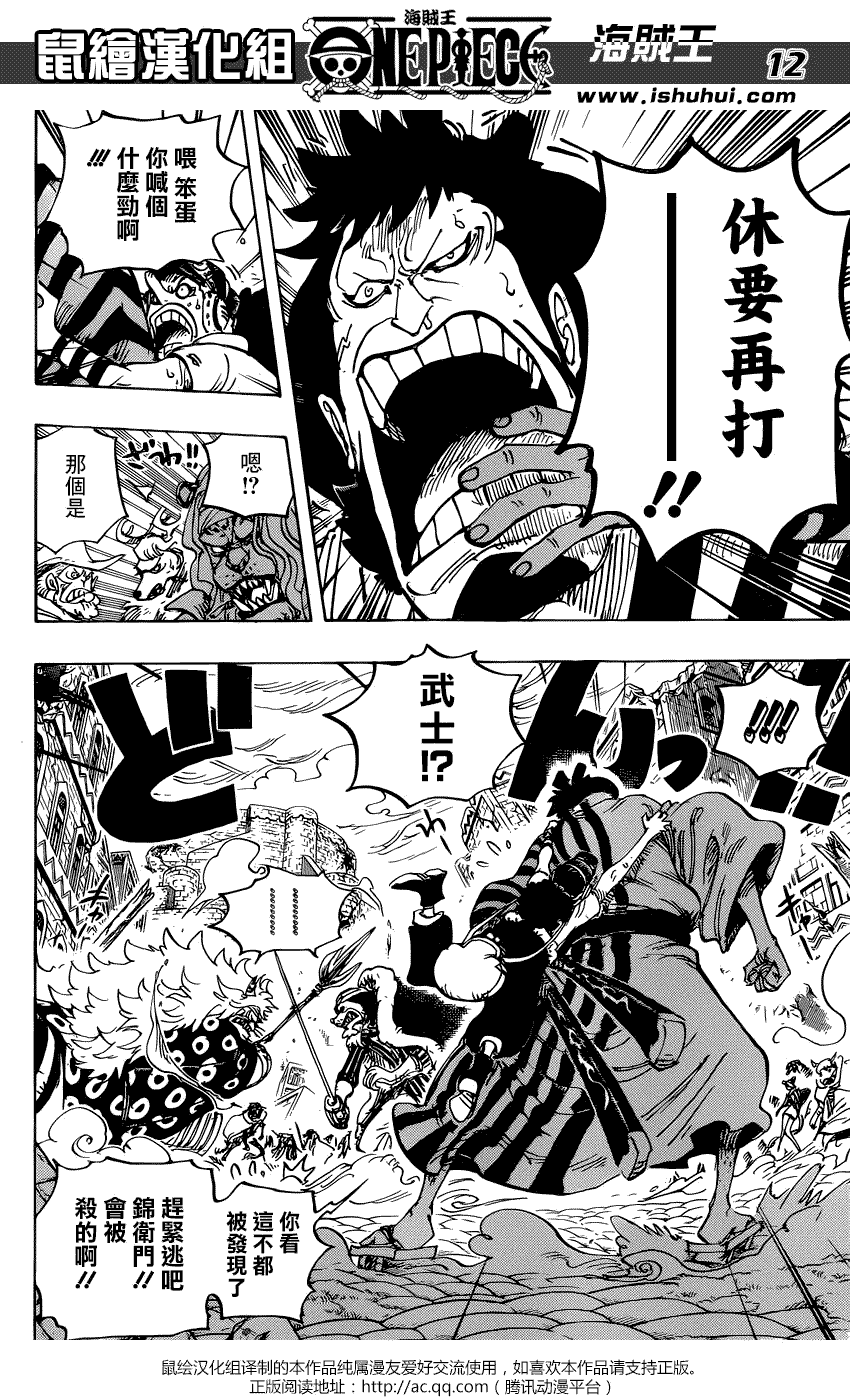 鼠繪漢化組
海賊王
ONE PIECE
海賊王
12
www.ishuhui.com
休要再打
——!!
喂 笨蛋
你喊個
什麼勁啊
!!!
嗯!?
ざわ!!
那個是
!!!!
武士!?
ど
ん
っ
!!
你看
這不都
被發現了
趕緊逃吧
錦衛門!!
會被
殺的啊!!
鼠绘汉化组译制的本作品纯属漫友爱好交流使用，如喜欢本作品请支持正版。
正版阅读地址：http://ac.qq.com（腾讯动漫平台）